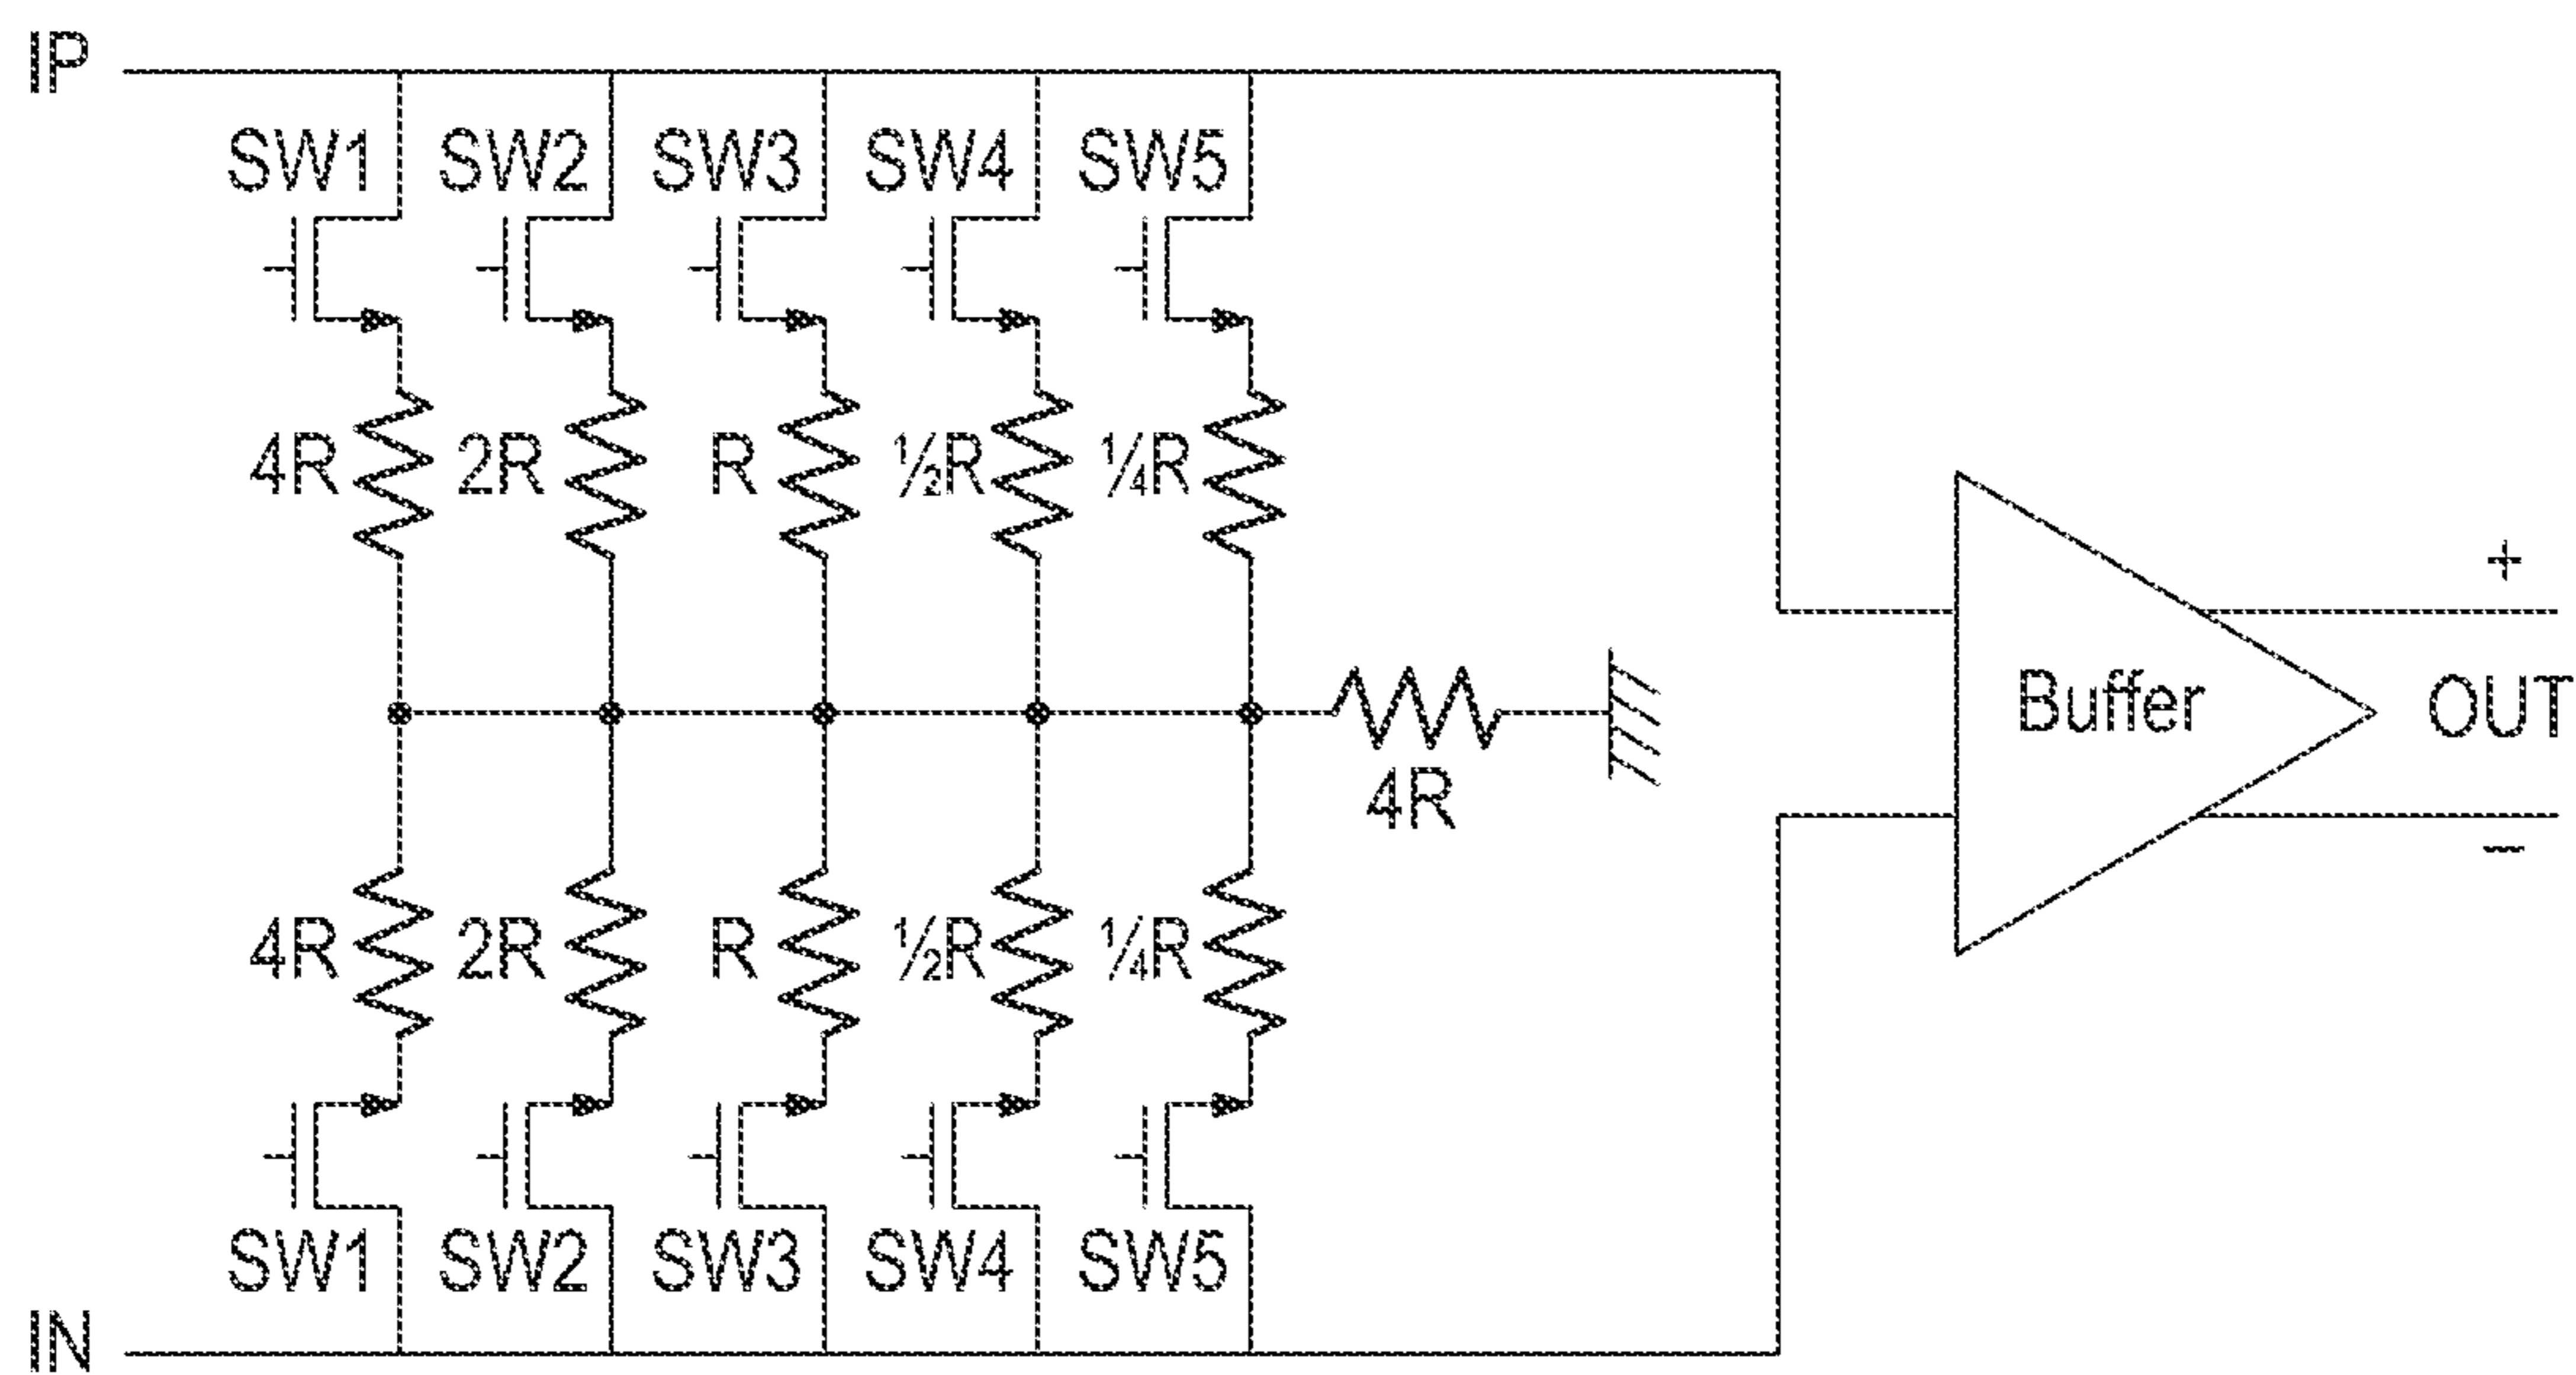 IP
SW1 SW2 SW3 SW4 SW5
4R 2R R ½R ¼R
+
Buffer OUT
4R
−
4R 2R R ½R ¼R
SW1 SW2 SW3 SW4 SW5
IN